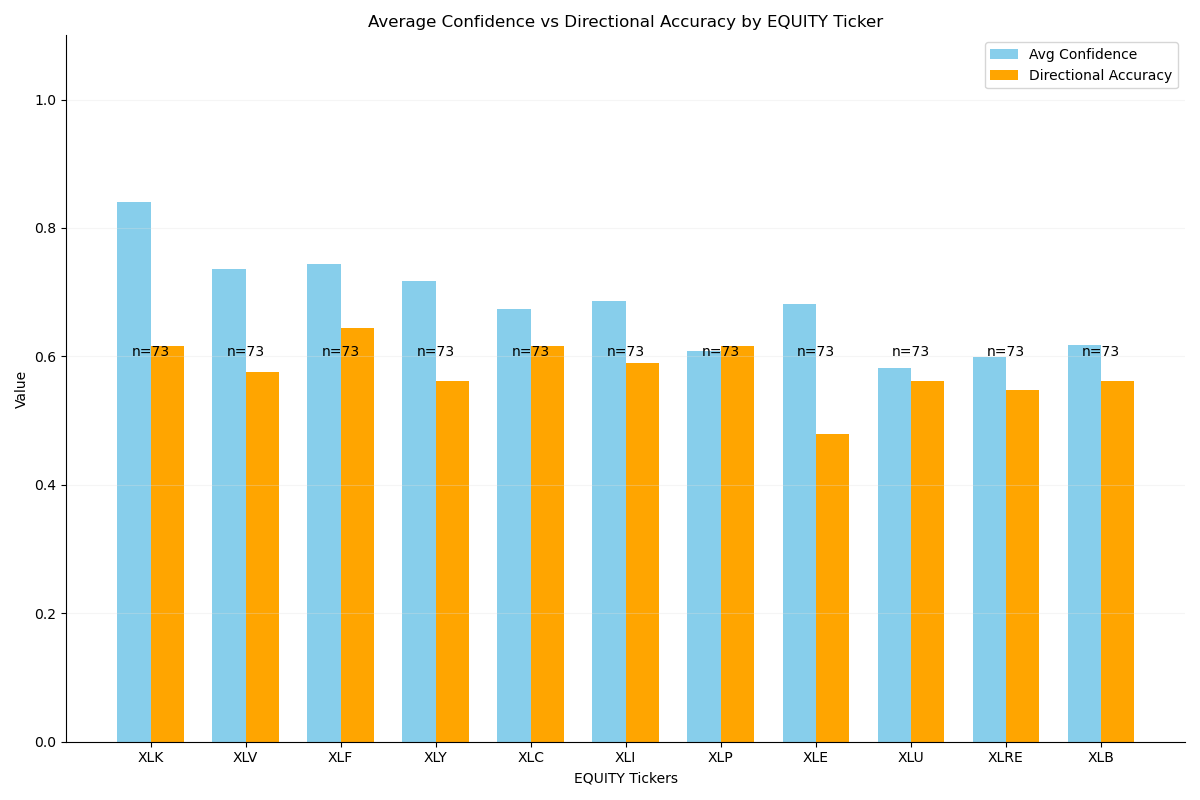 Average Confidence vs Directional Accuracy by EQUITY Ticker
Avg Confidence
Directional Accuracy
1.0
0.8
0.6
0.4
0.2
0.0
Value
n=73 n=73 n=73 n=73 n=73 n=73 n=73 n=73 n=73 n=73 n=73
XLK XLV XLF XLY XLC XLI XLP XLE XLU XLRE XLB
EQUITY Tickers